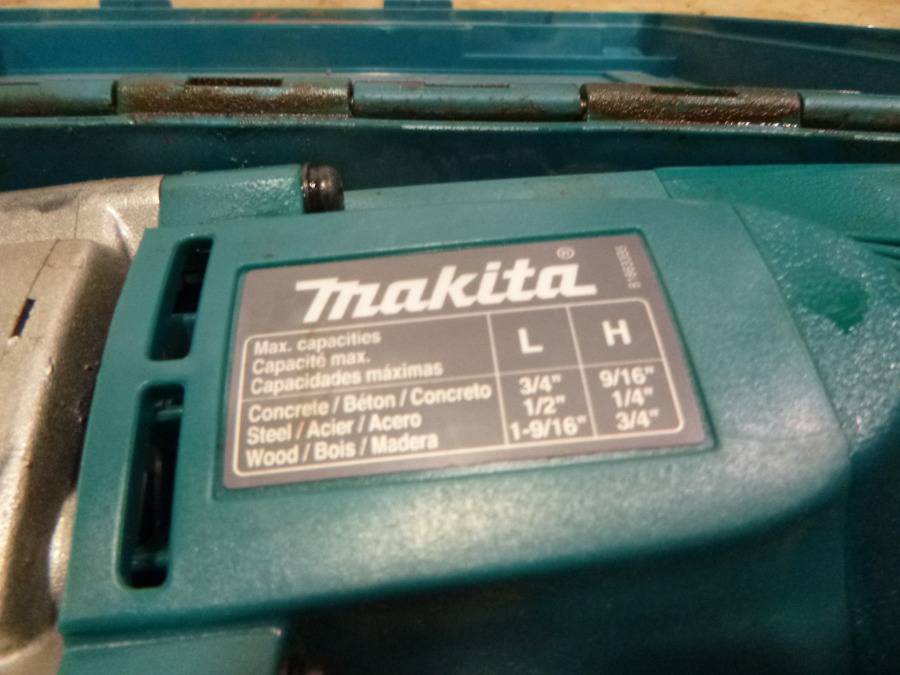 makita®
Max. capacities
Capacité max.
Capacidades máximas
L H
Concrete / Béton / Concreto 3/4" 9/16"
Steel / Acier / Acero 1/2" 1/4"
Wood / Bois / Madera 1-9/16" 3/4"